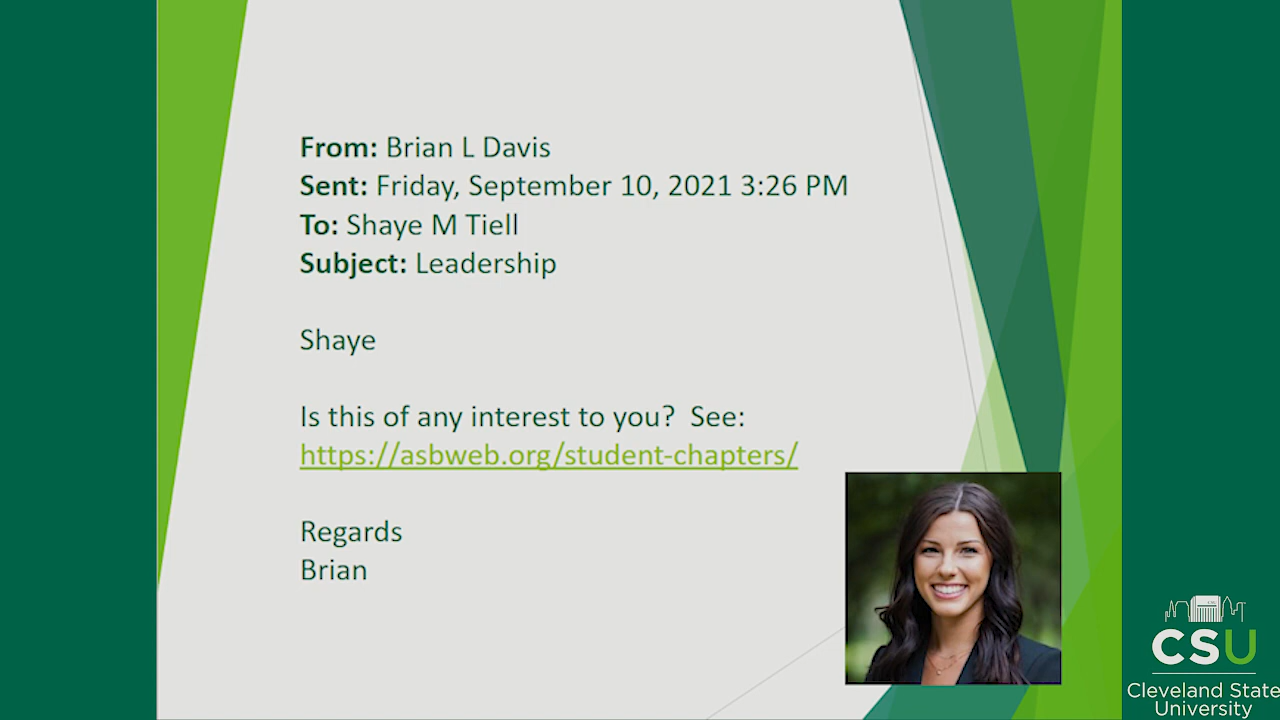 From: Brian L Davis
Sent: Friday, September 10, 2021 3:26 PM
To: Shaye M Tiell
Subject: Leadership
Shaye
Is this of any interest to you?  See:
https://asbweb.org/student-chapters/
Regards
Brian
CSU
Cleveland State
University